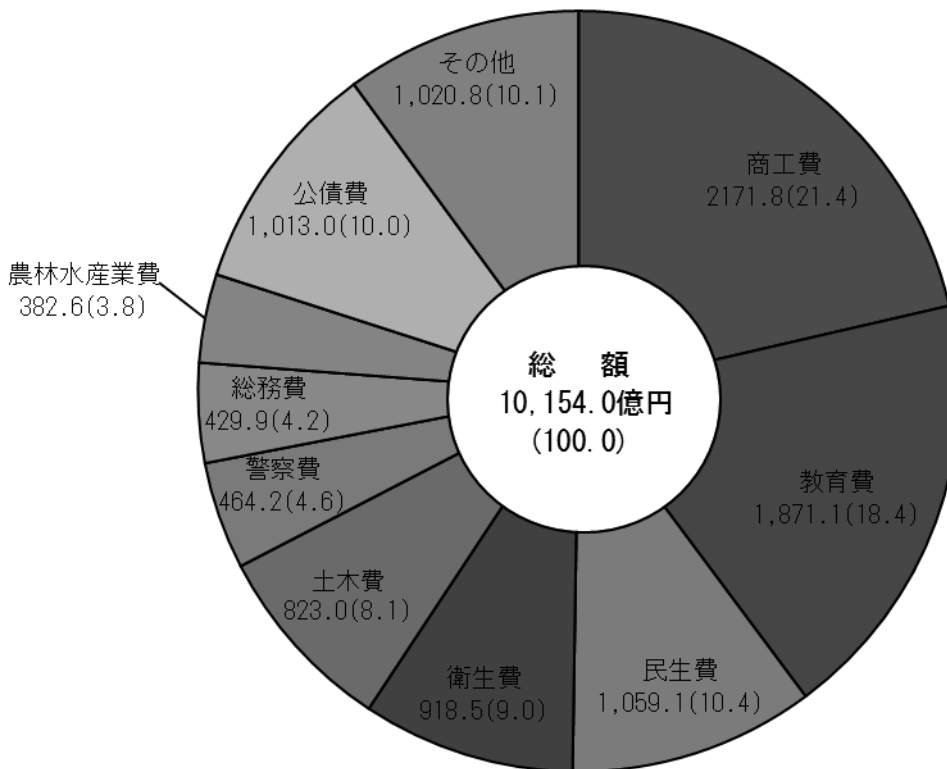 その他
1,020.8(10.1)
商工費
2171.8(21.4)
公債費
1,013.0(10.0)
農林水産業費
382.6(3.8)
総 額
10,154.0億円
(100.0)
総務費
429.9(4.2)
警察費
464.2(4.6)
教育費
1,871.1(18.4)
土木費
823.0(8.1)
衛生費
918.5(9.0)
民生費
1,059.1(10.4)